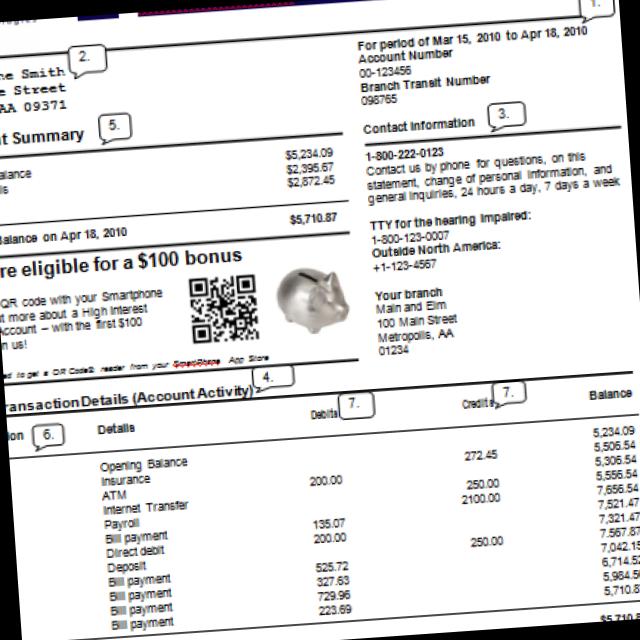 1.
For period of Mar 15, 2010 to Apr 18, 2010
Account Number
00-123456
Branch Transit Number
098765
2.
ne Smith
e Street
AA 09371
Contact Information 3.
1-800-222-0123
Contact us by phone for questions, on this
statement, change of personal information, and
general inquiries, 24 hours a day, 7 days a week
TTY for the hearing impaired:
1-800-123-0007
Outside North America:
+1-123-4567
Your branch
Main and Elm
100 Main Street
Metropolis, AA
01234
t Summary 5.
alance $5,234.09
ls $2,395.67
$2,872.45
Balance on Apr 18, 2010 $5,710.87
re eligible for a $100 bonus
QR code with your Smartphone
t more about a High Interest
Account – with the first $100
n us!
ed to get a QR Code® reader from your SmartPhone App Store
ransaction Details (Account Activity) 4.
ion 6. Details Debits 7. Credits 7. Balance
Opening Balance 5,234.09
Insurance 272.45 5,506.54
ATM 200.00 5,306.54
Internet Transfer 250.00 5,556.54
Payroll 2100.00 7,656.54
Bill payment 135.07 7,521.47
Direct debit 200.00 7,321.47
Deposit 250.00 7,567.87
Bill payment 525.72 7,042.15
Bill payment 327.63 6,714.52
Bill payment 729.96 5,984.56
Bill payment 223.69 5,710.8
$5,710.8